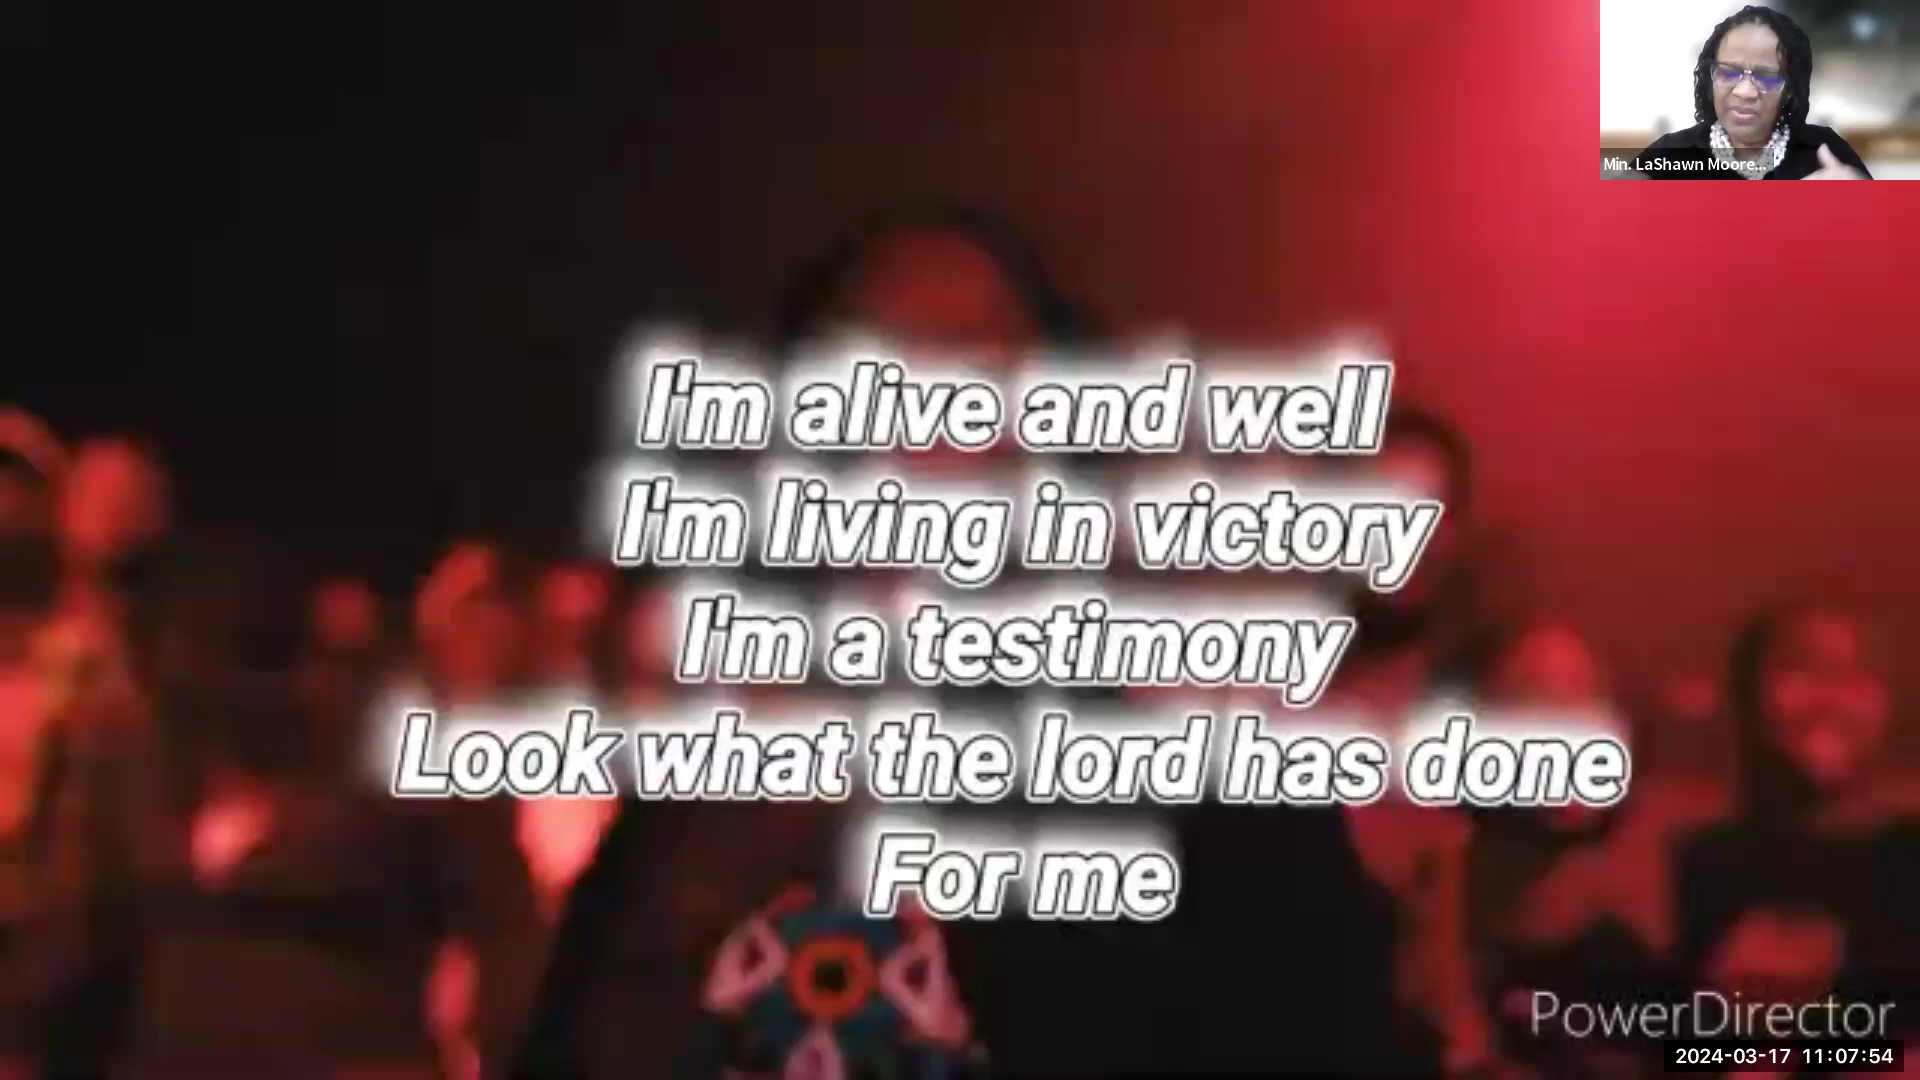 Min. LaShawn Moore...
I'm alive and well
I'm living in victory
I'm a testimony
Look what the lord has done
For me
PowerDirector
2024-03-17 11:07:54